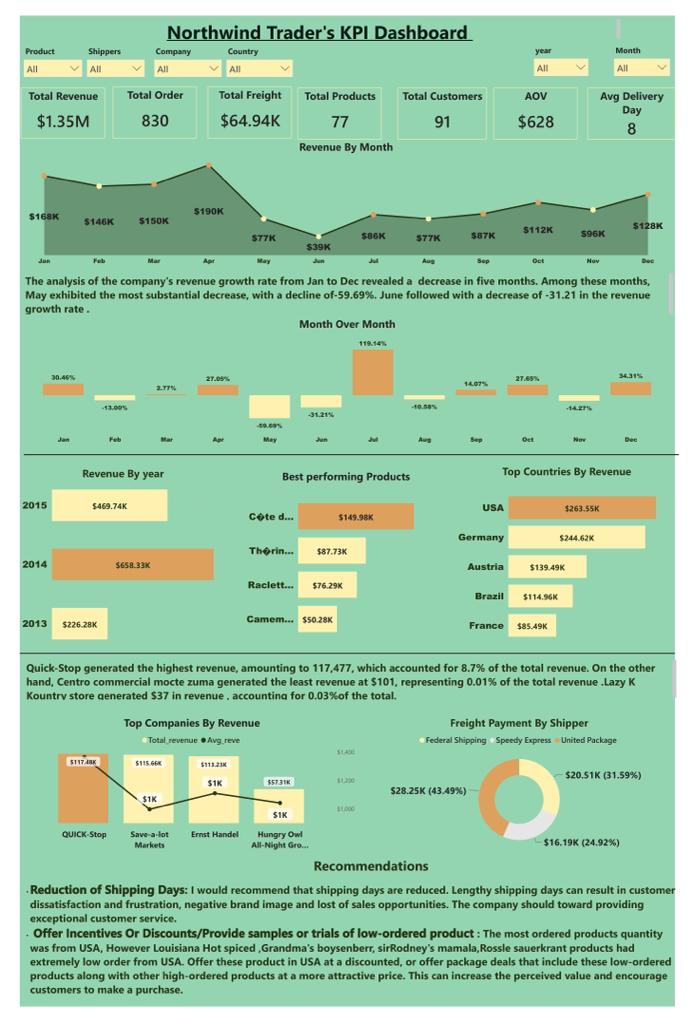 Northwind Trader's KPI Dashboard
Product Shippers Company Country year Month
All All All All All All
Total Revenue Total Order Total Freight Total Products Total Customers AOV Avg Delivery Day
$1.35M 830 $64.94K 77 91 $628 8
Revenue By Month
$168K $146K $150K $190K $77K $39K $86K $77K $87K $112K $96K $128K
Jan Feb Mar Apr May Jun Jul Aug Sep Oct Nov Dec
The analysis of the company's revenue growth rate from Jan to Dec revealed a decrease in five months. Among these months,
May exhibited the most substantial decrease, with a decline of-59.69%. June followed with a decrease of -31.21 in the revenue
growth rate .
Month Over Month
30.46% -13.00% 2.77% 27.05% -59.69% -31.21% 119.14% -10.58% 14.07% 27.65% -14.27% 34.31%
Jan Feb Mar Apr May Jun Jul Aug Sep Oct Nov Dec
Revenue By year
2015 $469.74K
2014 $658.33K
2013 $226.28K
Best performing Products
C�te d... $149.98K
Th�rin... $87.73K
Raclett... $76.29K
Camem... $50.28K
Top Countries By Revenue
USA $263.55K
Germany $244.62K
Austria $139.49K
Brazil $114.96K
France $85.49K
Quick-Stop generated the highest revenue, amounting to 117,477, which accounted for 8.7% of the total revenue. On the other
hand, Centro commercial mocte zuma generated the least revenue at $101, representing 0.01% of the total revenue .Lazy K
Kountry store generated $37 in revenue , accounting for 0.03%of the total.
Top Companies By Revenue
Total_revenue Avg_reve
$117.48K $115.66K $113.23K $57.31K
$1K $1K $1K
$1,400
$1,200
$1,000
QUICK-Stop Save-a-lot Markets Ernst Handel Hungry Owl All-Night Gro...
Freight Payment By Shipper
Federal Shipping Speedy Express United Package
$20.51K (31.59%)
$28.25K (43.49%)
$16.19K (24.92%)
Recommendations
· Reduction of Shipping Days: I would recommend that shipping days are reduced. Lengthy shipping days can result in customer
dissatisfaction and frustration, negative brand image and lost of sales opportunities. The company should toward providing
exceptional customer service.
· Offer Incentives Or Discounts/Provide samples or trials of low-ordered product : The most ordered products quantity
was from USA, However Louisiana Hot spiced ,Grandma's boysenberr, sirRodney's mamala,Rossle sauerkrant products had
extremely low order from USA. Offer these product in USA at a discounted, or offer package deals that include these low-ordered
products along with other high-ordered products at a more attractive price. This can increase the perceived value and encourage
customers to make a purchase.